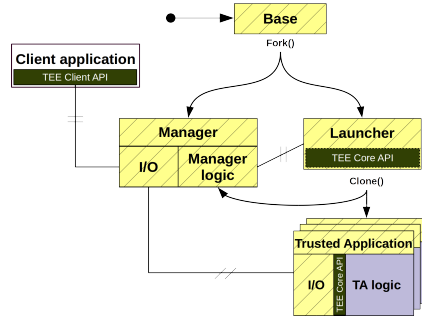 Base
Fork()
Client application
TEE Client API
Manager
I/O
Manager
logic
Launcher
TEE Core API
Clone()
Trusted Application
I/O
TEE Core API
TA logic